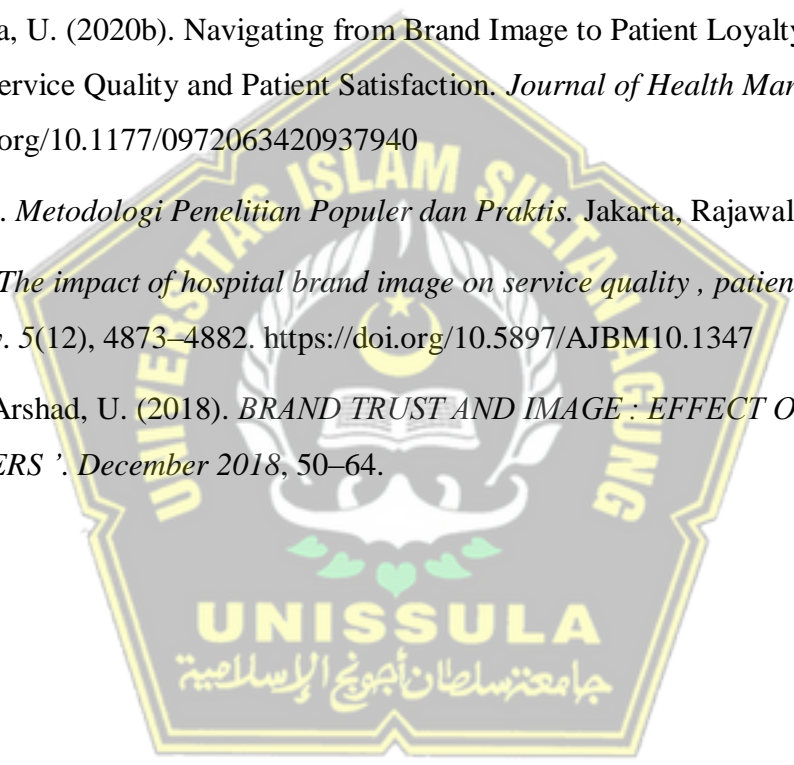 a, U. (2020b). Navigating from Brand Image to Patient Loyalty
ervice Quality and Patient Satisfaction. Journal of Health Man
org/10.1177/0972063420937940
. Metodologi Penelitian Populer dan Praktis. Jakarta, Rajawal
The impact of hospital brand image on service quality , patien
. 5(12), 4873–4882. https://doi.org/10.5897/AJBM10.1347
Arshad, U. (2018). BRAND TRUST AND IMAGE : EFFECT O
ERS ’. December 2018, 50–64.
UNIVERSITAS ISLAM SULTAN AGUNG
UNISSULA
جامعتنسلطان أجونج الإسلامية